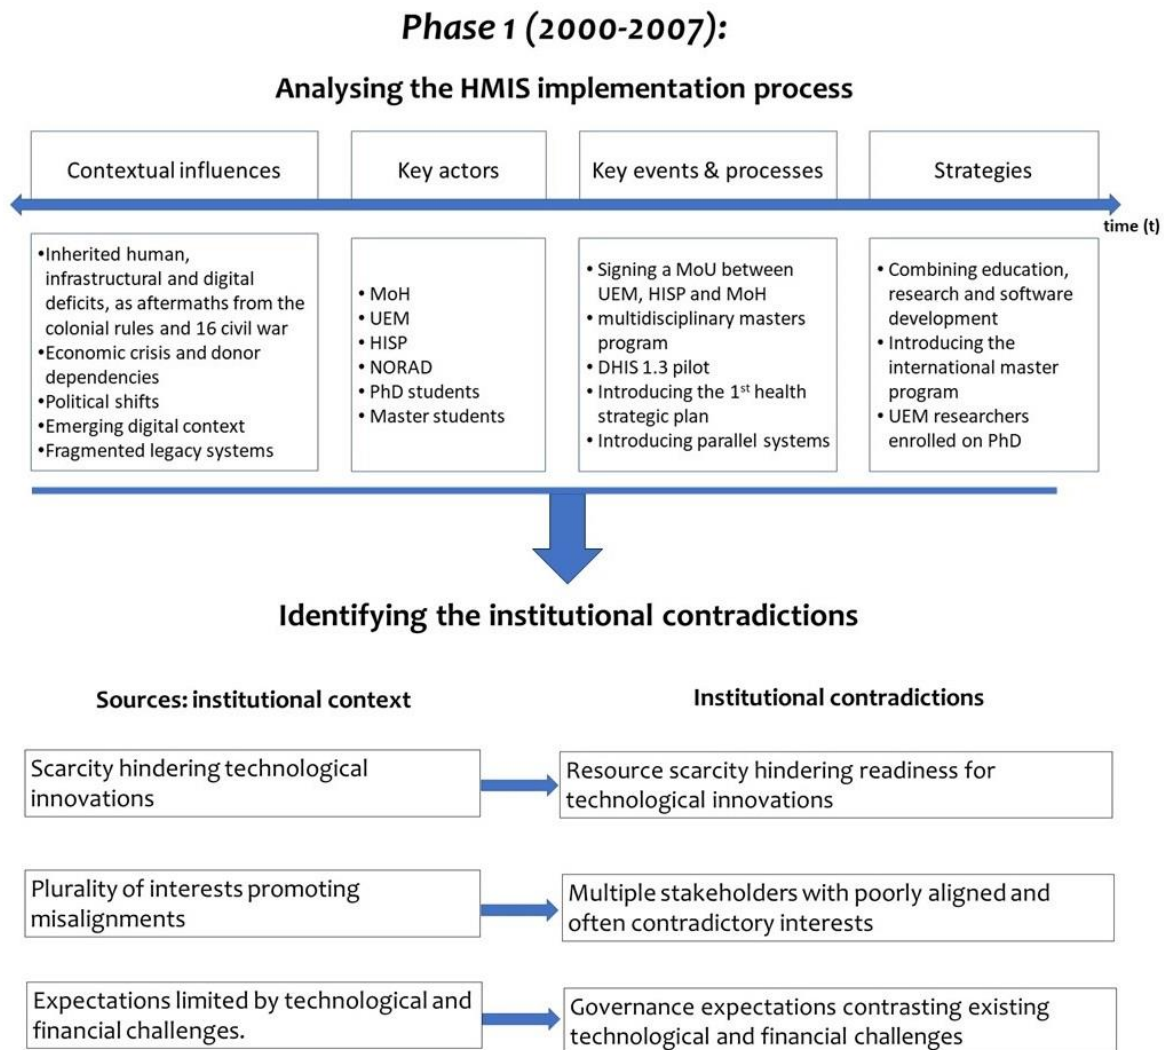 Phase 1 (2000-2007):
Analysing the HMIS implementation process
Contextual influences
Key actors
Key events & processes
Strategies
time (t)
•Inherited human,
infrastructural and digital
deficits, as aftermaths from the
colonial rules and 16 civil war
•Economic crisis and donor
dependencies
•Political shifts
•Emerging digital context
•Fragmented legacy systems
• MoH
• UEM
• HISP
• NORAD
• PhD students
• Master students
• Signing a MoU between
UEM, HISP and MoH
• multidisciplinary masters
program
• DHIS 1.3 pilot
• Introducing the 1st health
strategic plan
• Introducing parallel systems
• Combining education,
research and software
development
• Introducing the
international master
program
• UEM researchers
enrolled on PhD
Identifying the institutional contradictions
Sources: institutional context
Institutional contradictions
Scarcity hindering technological
innovations
Resource scarcity hindering readiness for
technological innovations
Plurality of interests promoting
misalignments
Multiple stakeholders with poorly aligned and
often contradictory interests
Expectations limited by technological and
financial challenges.
Governance expectations contrasting existing
technological and financial challenges